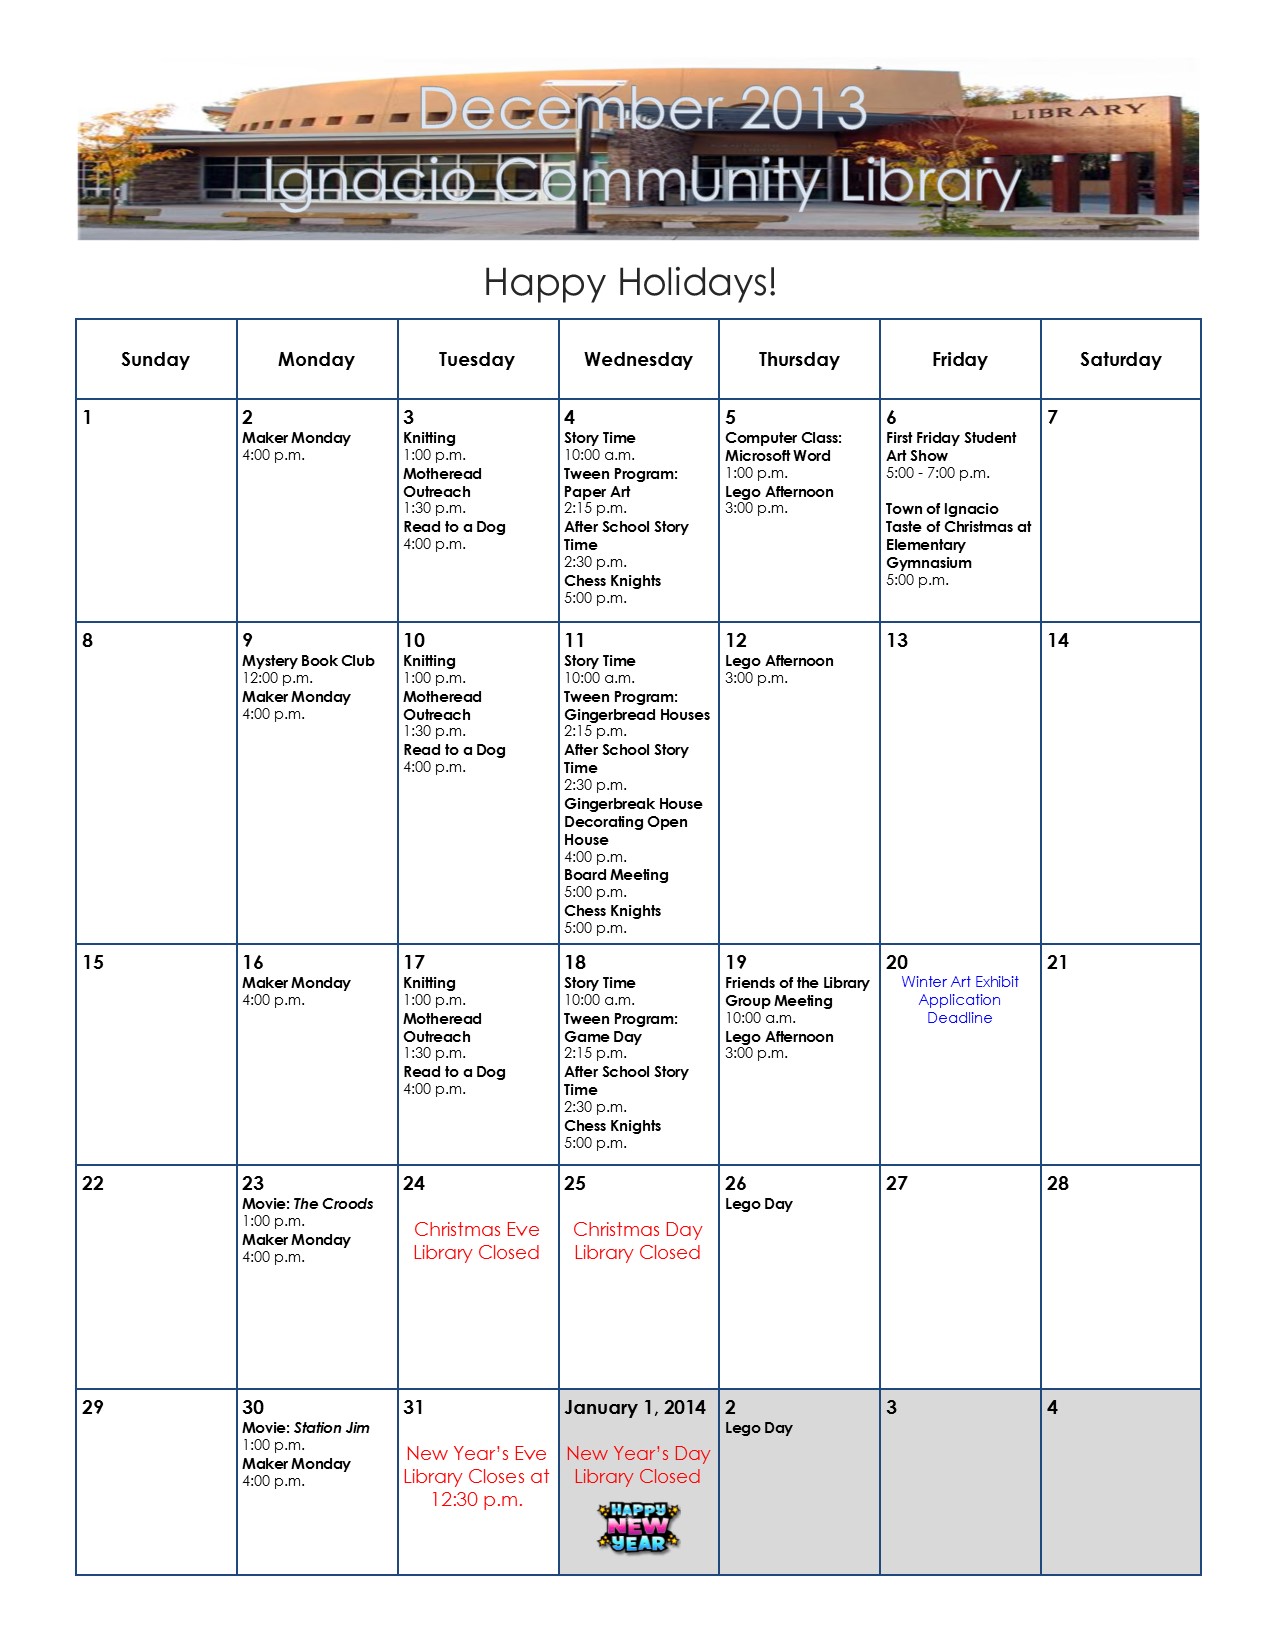 December 2013
LIBRARY
Ignacio Community Library
Happy Holidays!
Sunday
Monday
Tuesday
Wednesday
Thursday
Friday
Saturday
1
2
Maker Monday
4:00 p.m.
3
Knitting
1:00 p.m.
Motheread
Outreach
1:30 p.m.
Read to a Dog
4:00 p.m.
4
Story Time
10:00 a.m.
Tween Program:
Paper Art
2:15 p.m.
After School Story
Time
2:30 p.m.
Chess Knights
5:00 p.m.
5
Computer Class:
Microsoft Word
1:00 p.m.
Lego Afternoon
3:00 p.m.
6
First Friday Student
Art Show
5:00 - 7:00 p.m.
Town of Ignacio
Taste of Christmas at
Elementary
Gymnasium
5:00 p.m.
7
8
9
Mystery Book Club
12:00 p.m.
Maker Monday
4:00 p.m.
10
Knitting
1:00 p.m.
Motheread
Outreach
1:30 p.m.
Read to a Dog
4:00 p.m.
11
Story Time
10:00 a.m.
Tween Program:
Gingerbread Houses
2:15 p.m.
After School Story
Time
2:30 p.m.
Gingerbreak House
Decorating Open
House
4:00 p.m.
Board Meeting
5:00 p.m.
Chess Knights
5:00 p.m.
12
Lego Afternoon
3:00 p.m.
13
14
15
16
Maker Monday
4:00 p.m.
17
Knitting
1:00 p.m.
Motheread
Outreach
1:30 p.m.
Read to a Dog
4:00 p.m.
18
Story Time
10:00 a.m.
Tween Program:
Game Day
2:15 p.m.
After School Story
Time
2:30 p.m.
Chess Knights
5:00 p.m.
19
Friends of the Library
Group Meeting
10:00 a.m.
Lego Afternoon
3:00 p.m.
20
Winter Art Exhibit
Application
Deadline
21
22
23
Movie: The Croods
1:00 p.m.
Maker Monday
4:00 p.m.
24
Christmas Eve
Library Closed
25
Christmas Day
Library Closed
26
Lego Day
27
28
29
30
Movie: Station Jim
1:00 p.m.
Maker Monday
4:00 p.m.
31
New Year's Eve
Library Closes at
12:30 p.m.
January 1, 2014
New Year's Day
Library Closed
HAPPY
NEW
YEAR
2
Lego Day
3
4